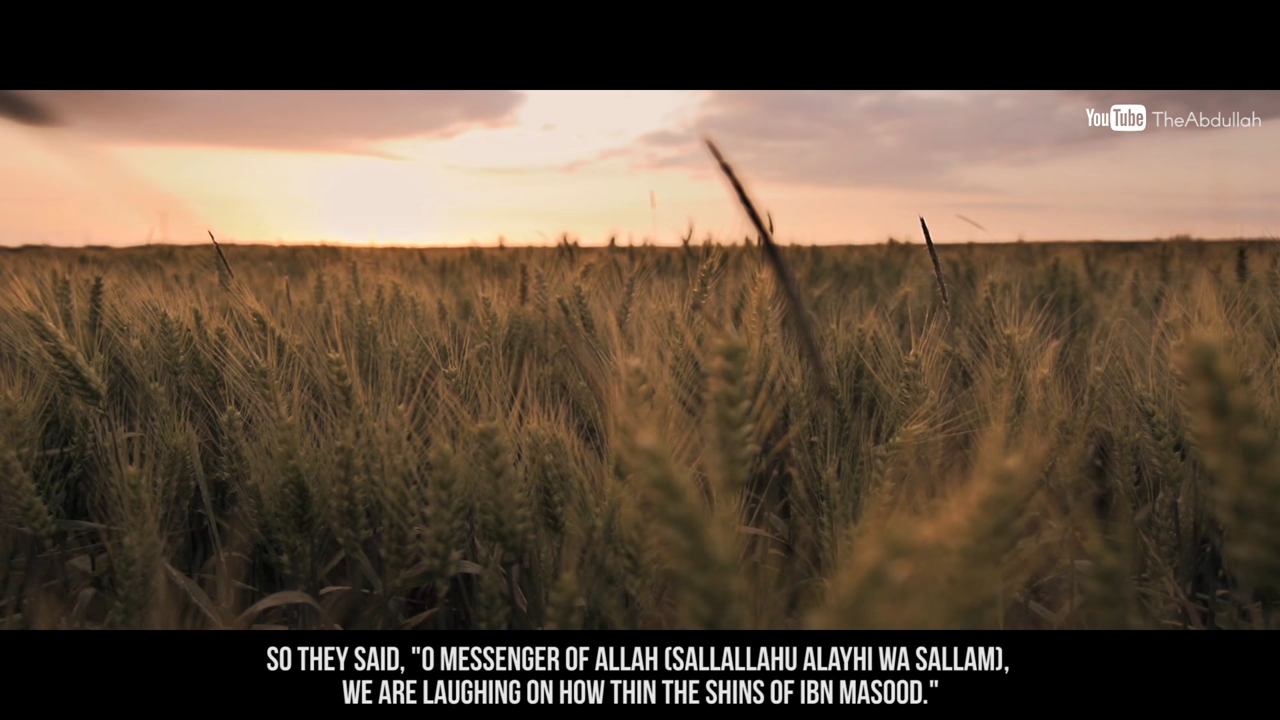 YouTube TheAbdullah
SO THEY SAID, "O MESSENGER OF ALLAH (SALLALLAHU ALAYHI WA SALLAM),
WE ARE LAUGHING ON HOW THIN THE SHINS OF IBN MASOOD."